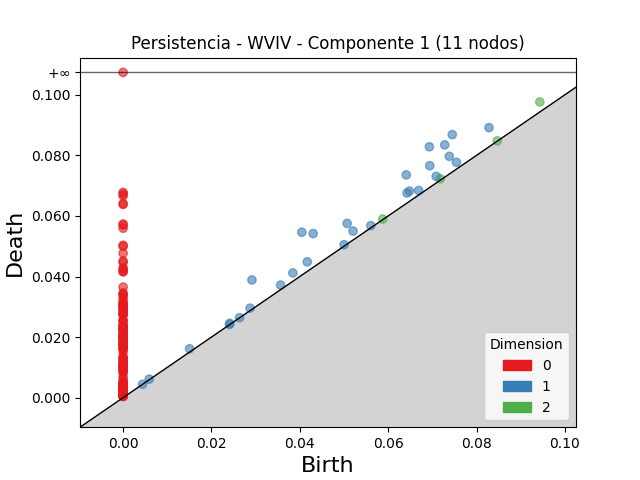 Persistencia - WVIV - Componente 1 (11 nodos)
+∞
0.100
0.080
0.060
0.040
0.020
0.000
Death
Dimension
0
1
2
0.00 0.02 0.04 0.06 0.08 0.10
Birth